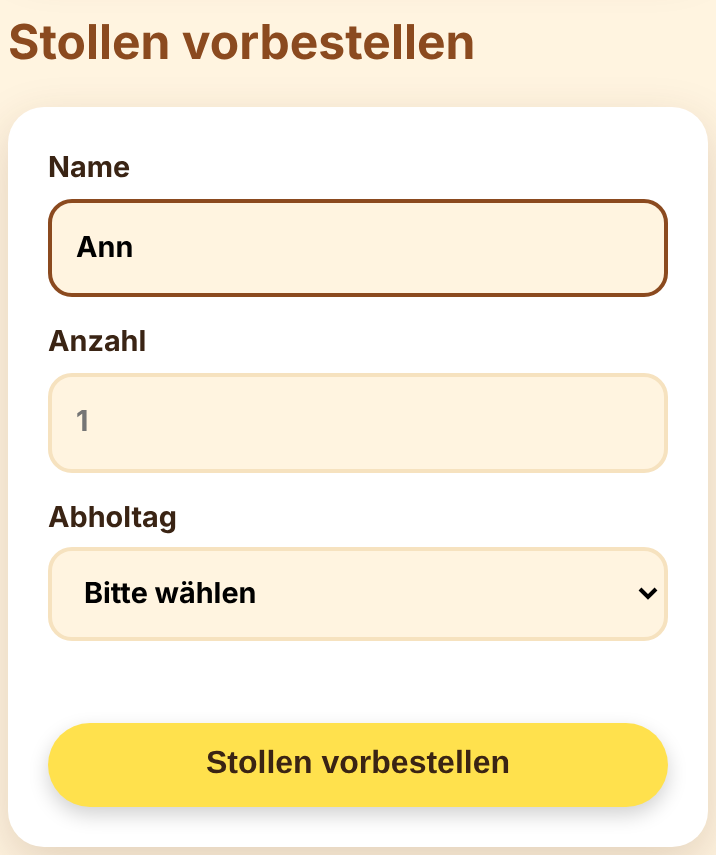 Stollen vorbestellen
Name
Ann
Anzahl
1
Abholtag
Bitte wählen
Stollen vorbestellen